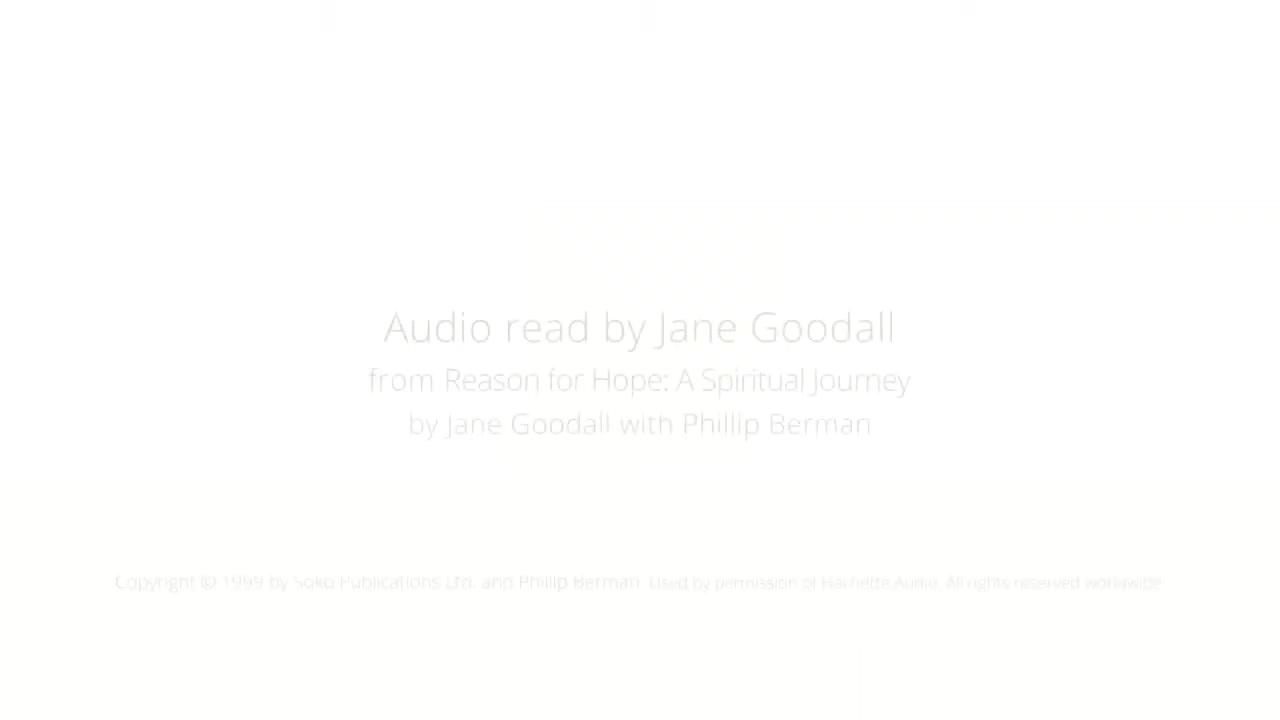 Audio read by Jane Goodall
from Reason for Hope: A Spiritual Journey
by Jane Goodall with Phillip Berman
Copyright © 1999 by Soko Publications Ltd. and Phillip Berman. Used by permission of Hachette Audio. All rights reserved worldwide.